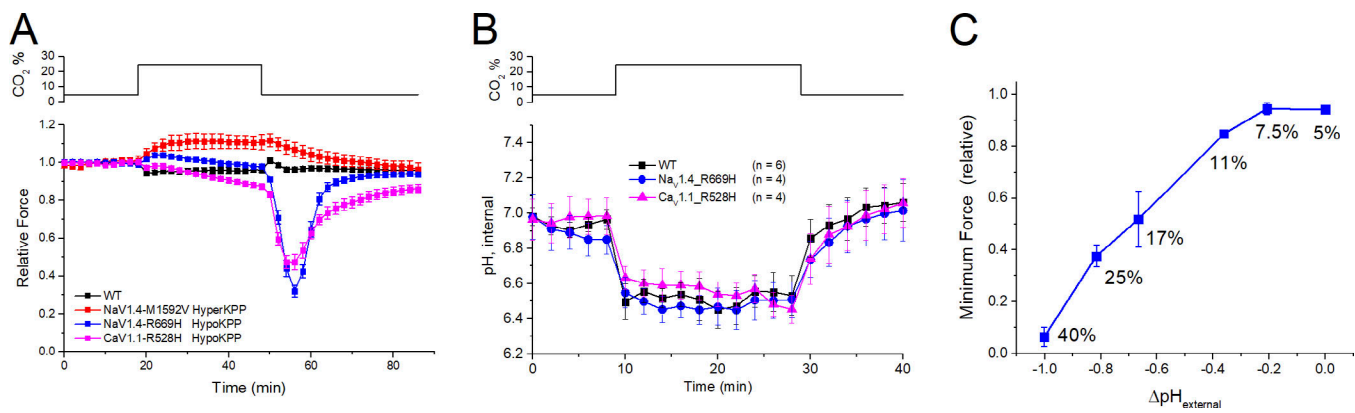 A
CO2 %
30
20
10
0
Relative Force
1.2
1.0
0.8
0.6
0.4
0.2
0.0
WT
NaV1.4-M1592V HyperKPP
NaV1.4-R669H HypoKPP
CaV1.1-R528H HypoKPP
0 20 40 60 80
Time (min)
B
CO2 %
30
20
10
0
pH, internal
7.4
7.0
6.8
6.6
6.4
6.2
WT (n = 6)
NaV1.4_R669H (n = 4)
CaV1.1_R528H (n = 4)
0 10 20 30 40
Time (min)
C
Minimum Force (relative)
1.0
0.8
0.6
0.4
0.2
0.0
7.5% 5%
11%
17%
25%
40%
-1.0 -0.8 -0.6 -0.4 -0.2 0.0
ΔpHexternal